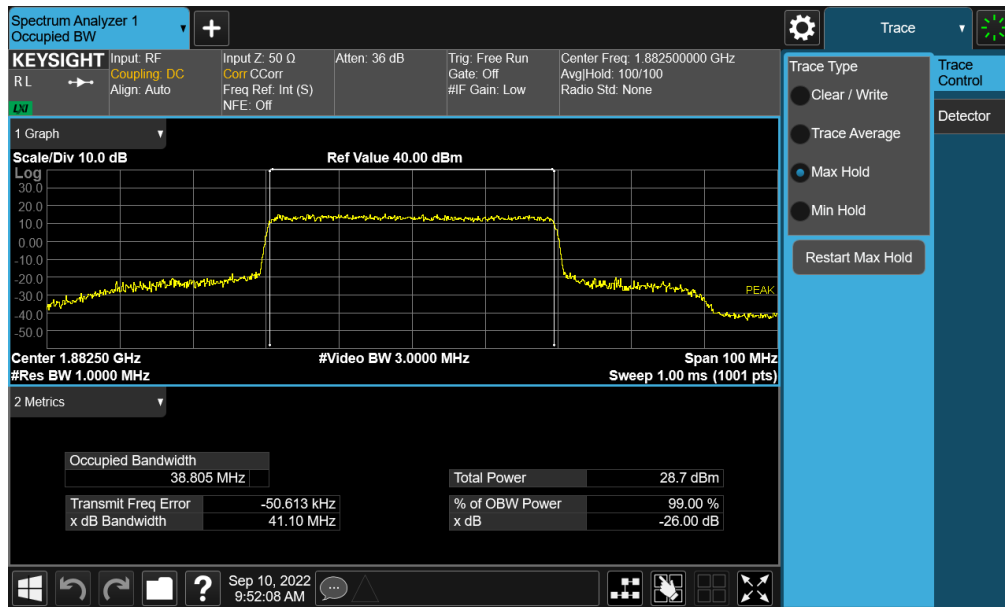 Spectrum Analyzer 1
Occupied BW
+
Trace
KEYSIGHT
R L
LXI
Input: RF
Coupling: DC
Align: Auto
Input Z: 50 Ω
Corr CCorr
Freq Ref: Int (S)
NFE: Off
Atten: 36 dB
Trig: Free Run
Gate: Off
#IF Gain: Low
Center Freq: 1.882500000 GHz
Avg|Hold: 100/100
Radio Std: None
Trace Type
Clear / Write
Trace Average
Max Hold
Min Hold
Restart Max Hold
Trace
Control
Detector
1 Graph
Scale/Div 10.0 dB
Ref Value 40.00 dBm
Log
30.0
20.0
10.0
0.00
-10.0
-20.0
-30.0
-40.0
-50.0
PEAK
Center 1.88250 GHz
#Video BW 3.0000 MHz
Span 100 MHz
#Res BW 1.0000 MHz
Sweep 1.00 ms (1001 pts)
2 Metrics
Occupied Bandwidth
38.805 MHz
Total Power 28.7 dBm
Transmit Freq Error -50.613 kHz
% of OBW Power 99.00 %
x dB Bandwidth 41.10 MHz
x dB -26.00 dB
?
Sep 10, 2022
9:52:08 AM